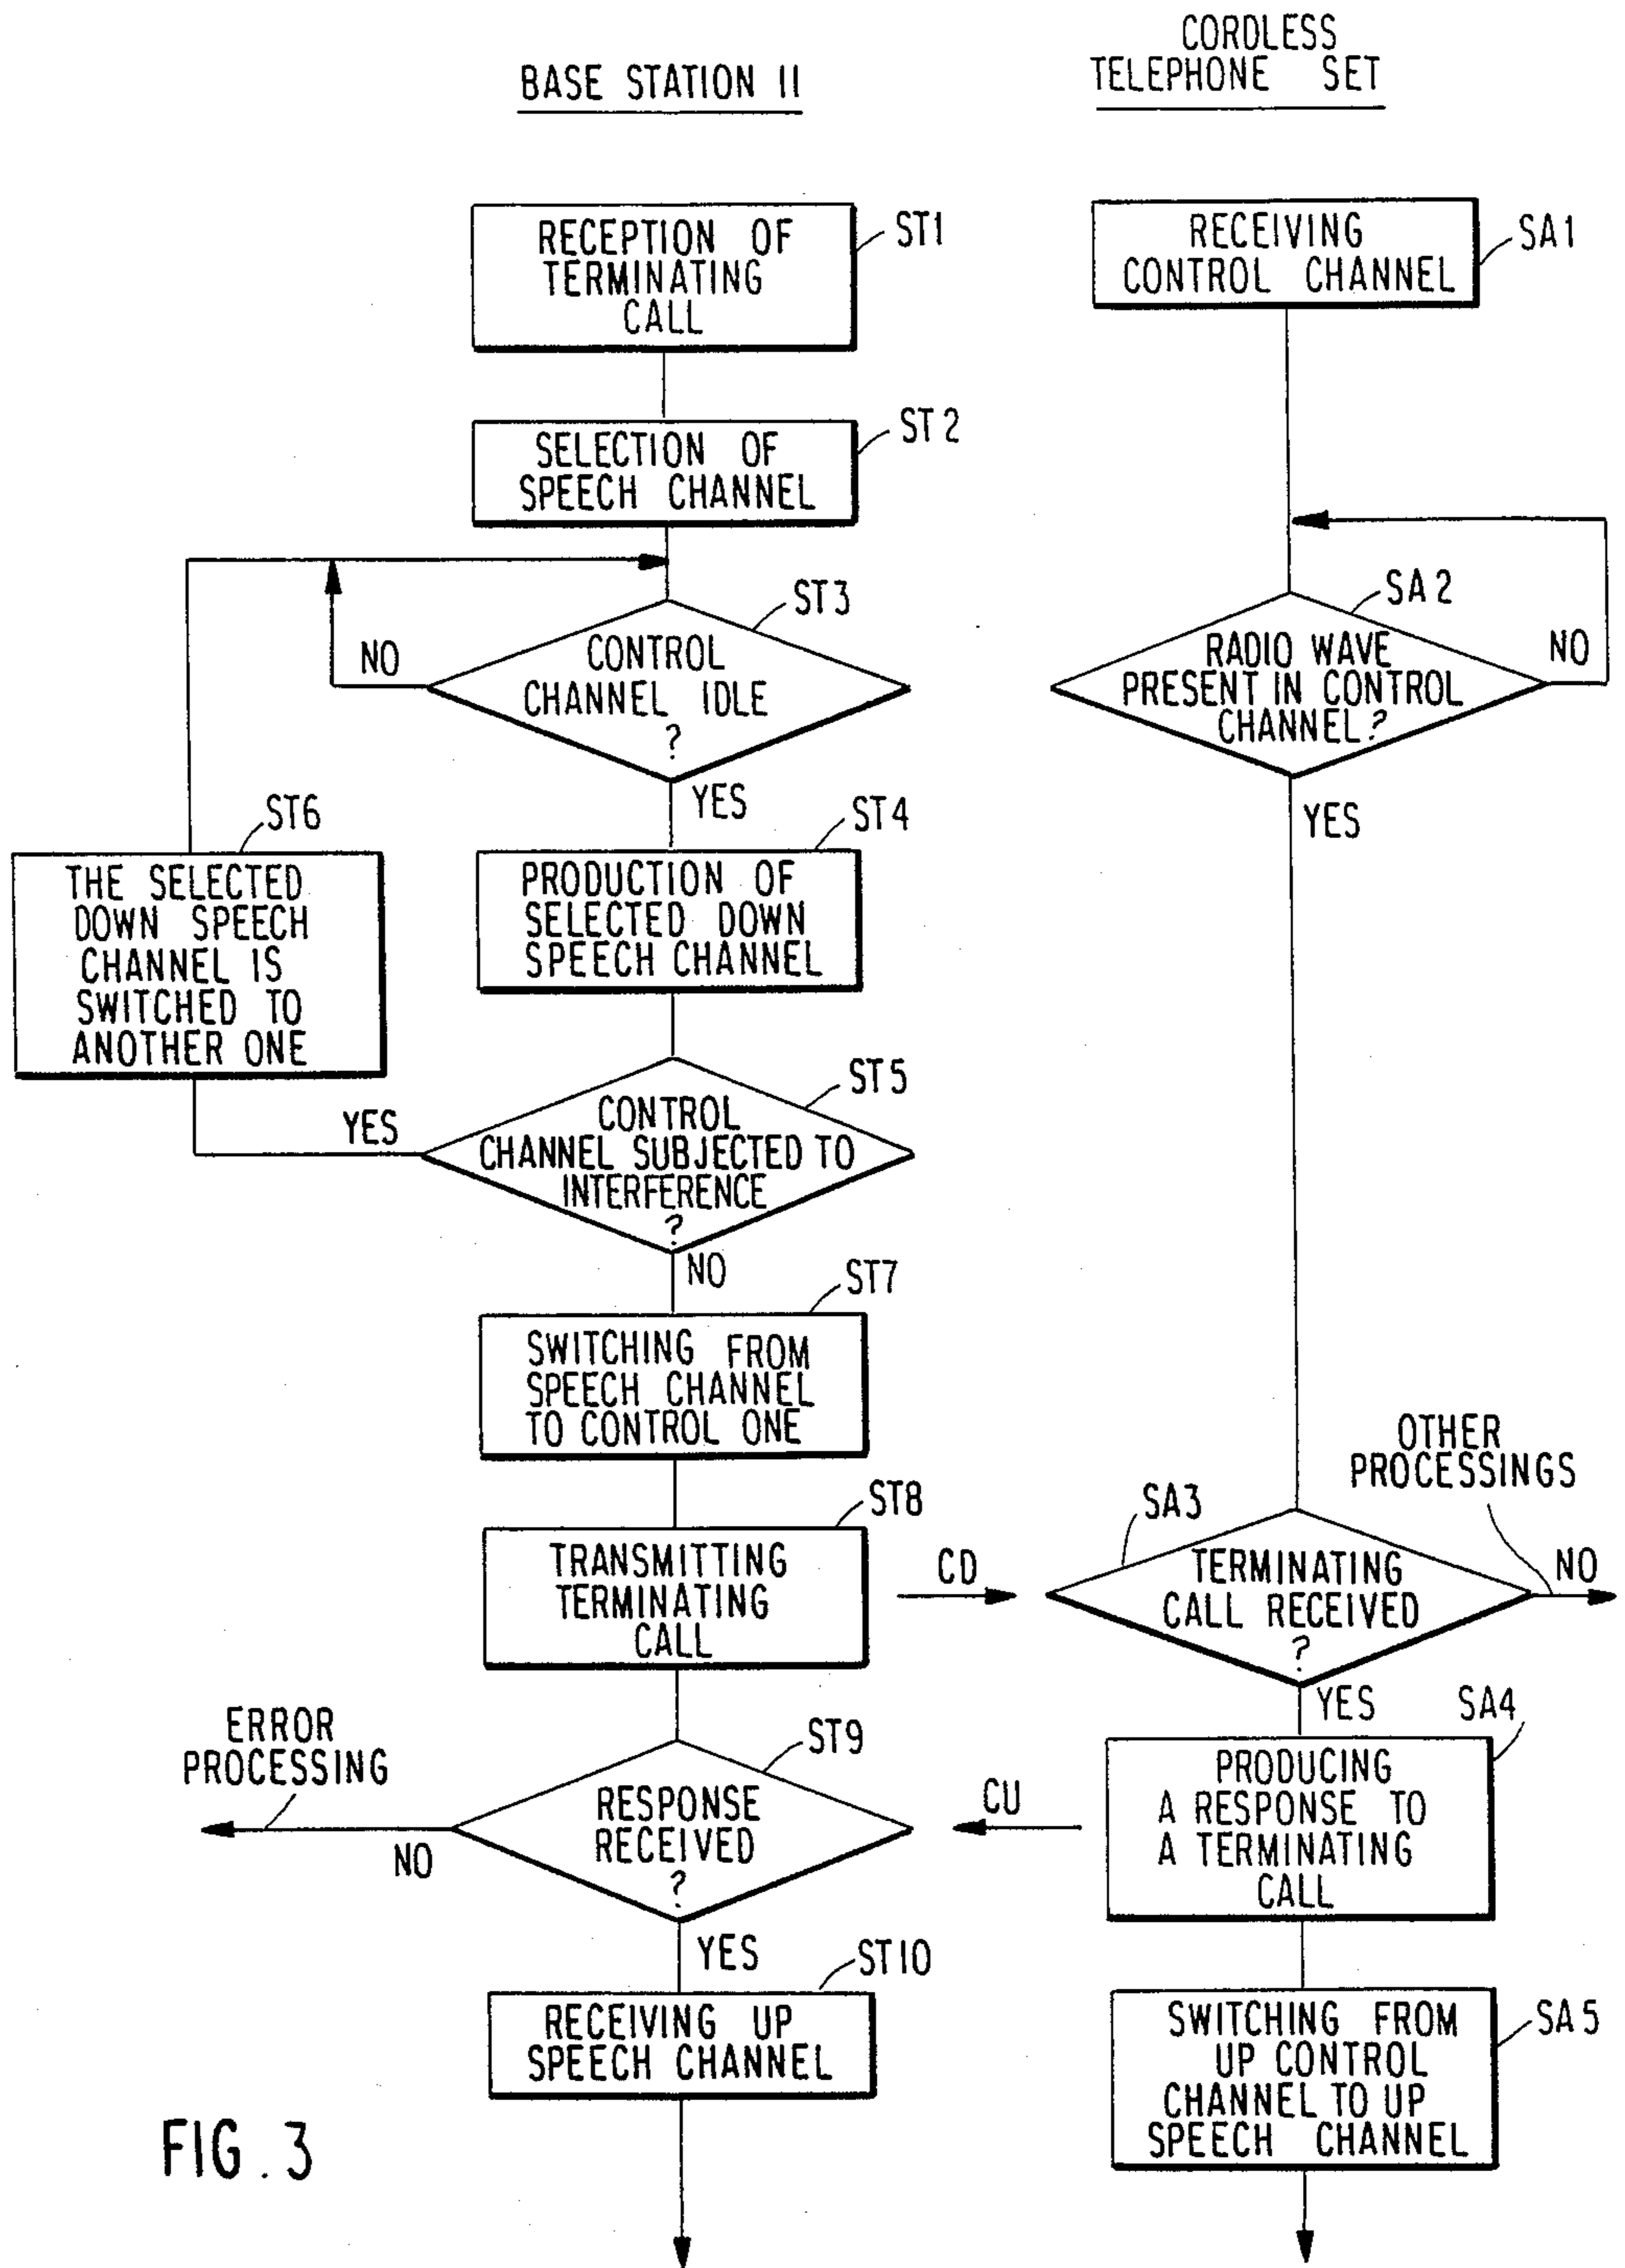 BASE STATION 11
CORDLESS
TELEPHONE SET
RECEPTION OF
TERMINATING
CALL
ST1
SELECTION OF
SPEECH CHANNEL
ST2
CONTROL
CHANNEL IDLE
?
ST3
NO
YES
PRODUCTION OF
SELECTED DOWN
SPEECH CHANNEL
ST4
THE SELECTED
DOWN SPEECH
CHANNEL IS
SWITCHED TO
ANOTHER ONE
ST6
CONTROL
CHANNEL SUBJECTED TO
INTERFERENCE
?
ST5
YES
NO
SWITCHING FROM
SPEECH CHANNEL
TO CONTROL ONE
ST7
TRANSMITTING
TERMINATING
CALL
ST8
CD
RESPONSE
RECEIVED
?
ST9
ERROR
PROCESSING
NO
YES
CU
RECEIVING UP
SPEECH CHANNEL
ST10
RECEIVING
CONTROL CHANNEL
SA1
RADIO WAVE
PRESENT IN CONTROL
CHANNEL?
SA2
NO
YES
TERMINATING
CALL RECEIVED
?
SA3
OTHER
PROCESSINGS
NO
YES
PRODUCING
A RESPONSE TO
A TERMINATING
CALL
SA4
SWITCHING FROM
UP CONTROL
CHANNEL TO UP
SPEECH CHANNEL
SA5
FIG. 3